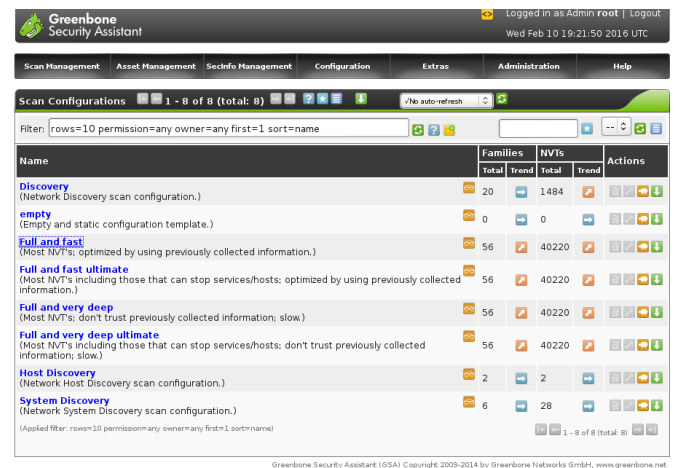 Greenbone
Security Assistant
Logged in as Admin root | Logout
Wed Feb 10 19:21:50 2016 UTC
Scan Management
Asset Management
SecInfo Management
Configuration
Extras
Administration
Help
Scan Configurations
1 - 8 of 8 (total: 8)
√No auto-refresh
Filter:
rows=10 permission=any owner=any first=1 sort=name
--
Name
Families
NVTs
Actions
Total
Trend
Total
Trend
Discovery
(Network Discovery scan configuration.)
20
1484
empty
(Empty and static configuration template.)
0
0
Full and fast
(Most NVT's; optimized by using previously collected information.)
56
40220
Full and fast ultimate
(Most NVT's including those that can stop services/hosts; optimized by using previously collected
information.)
56
40220
Full and very deep
(Most NVT's; don't trust previously collected information; slow.)
56
40220
Full and very deep ultimate
(Most NVT's including those that can stop services/hosts; don't trust previously collected
information; slow.)
56
40220
Host Discovery
(Network Host Discovery scan configuration.)
2
2
System Discovery
(Network System Discovery scan configuration.)
6
28
(Applied filter: rows=10 permission=any owner=any first=1 sort=name)
1 - 8 of 8 (total: 8)
Greenbone Security Assistant (GSA) Copyright 2009-2014 by Greenbone Networks GmbH, www.greenbone.net